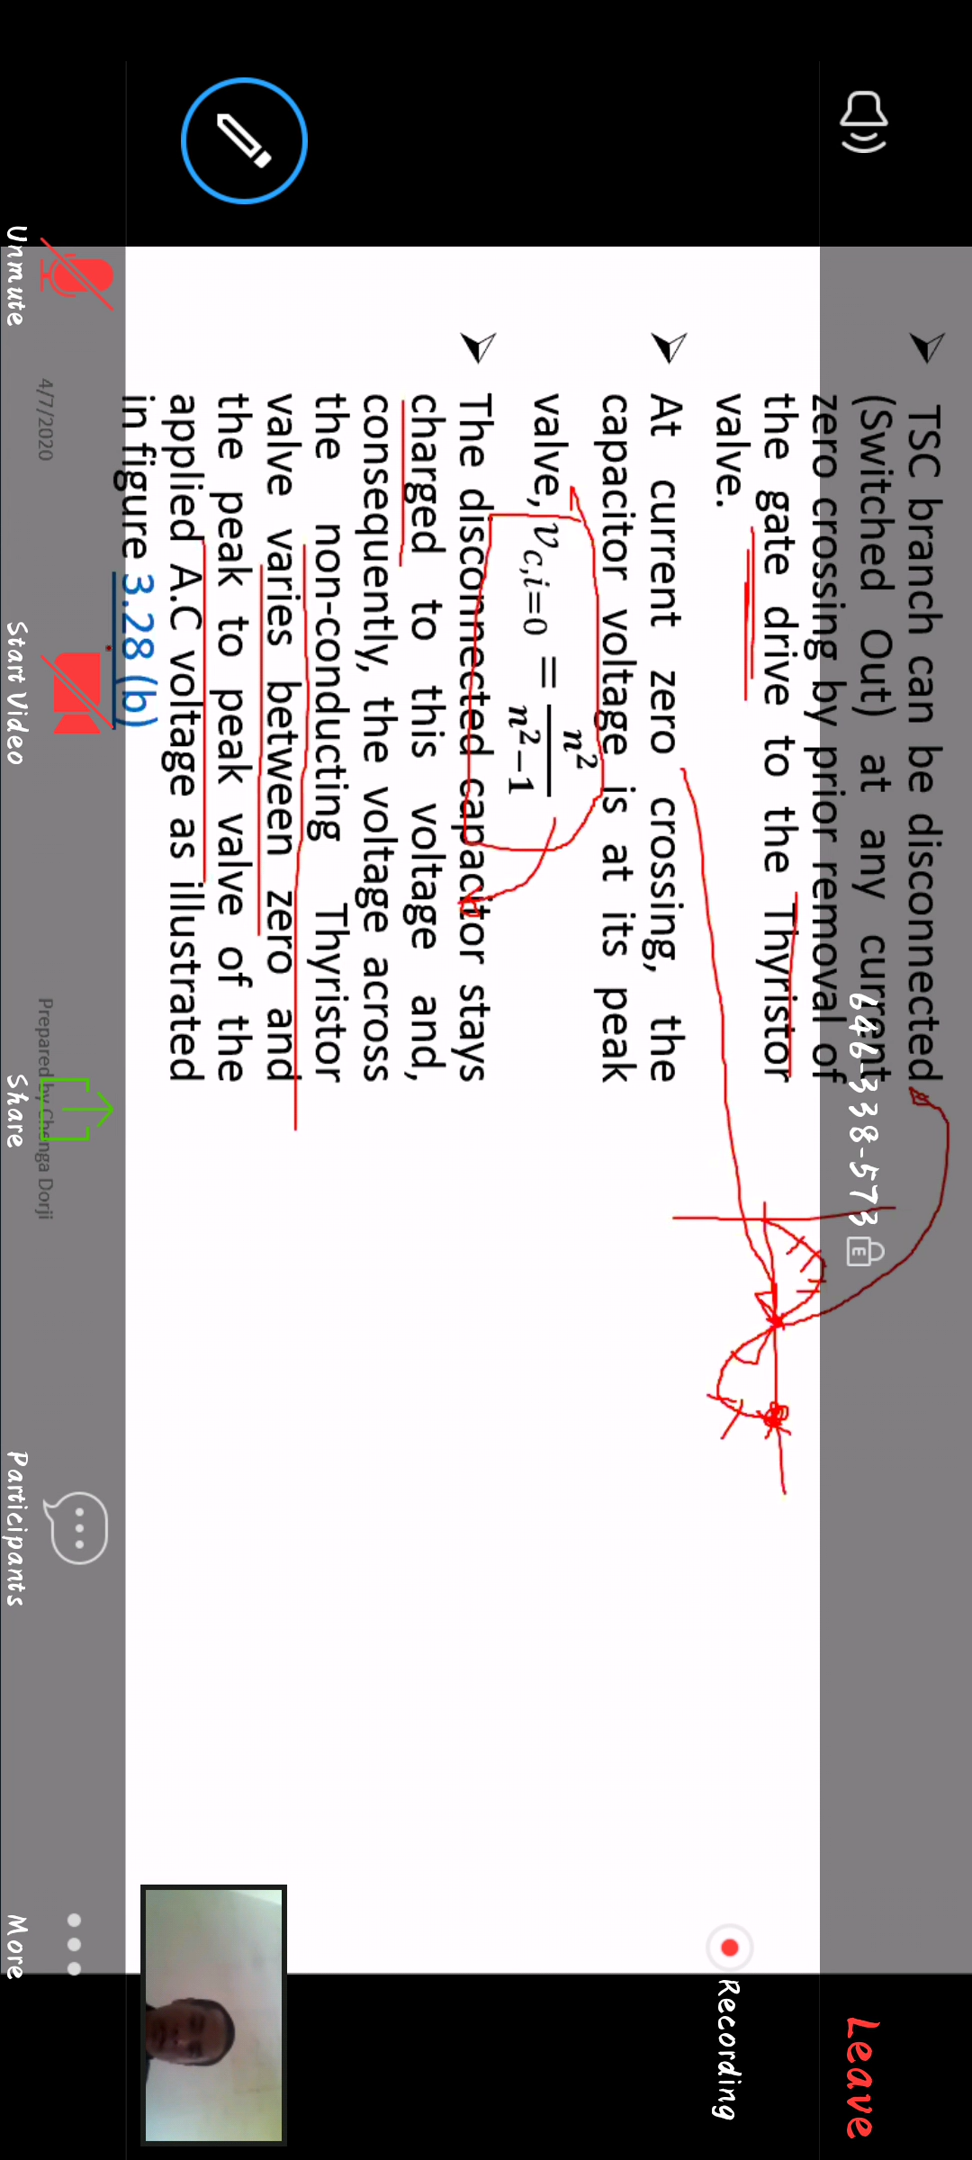 646-338-573
Leave
Recording
➤ TSC branch can be disconnected
(Switched Out) at any current
zero crossing by prior removal of
the gate drive to the Thyristor
valve.
➤ At current zero crossing, the
capacitor voltage is at its peak
valve, v_{c,i=0} = n²/(n²−1)
➤ The disconnected capacitor stays
charged to this voltage and,
consequently, the voltage across
the non-conducting Thyristor
valve varies between zero and
the peak to peak valve of the
applied A.C voltage as illustrated
in figure 3.28 (b)
4/7/2020
Prepared by Chenga Dorji
Unmute
Start Video
Share
Participants
More